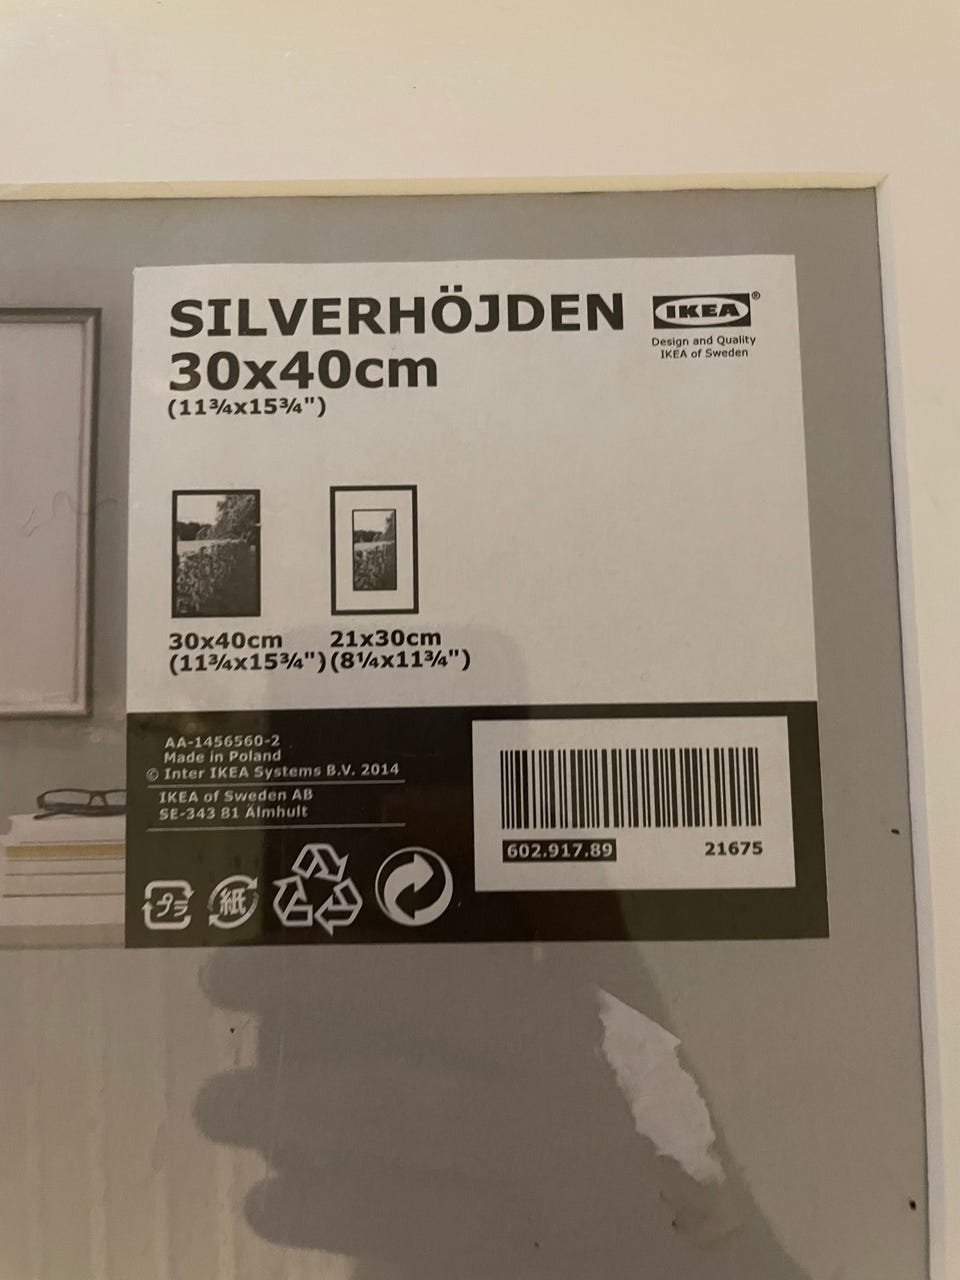 SILVERHÖJDEN
30x40cm
(11¾x15¾")
IKEA®
Design and Quality
IKEA of Sweden
30x40cm
(11¾x15¾")
21x30cm
(8¼x11¾")
AA-1456560-2
Made in Poland
© Inter IKEA Systems B.V. 2014
IKEA of Sweden AB
SE-343 81 Älmhult
プラ
紙
602.917.89
21675